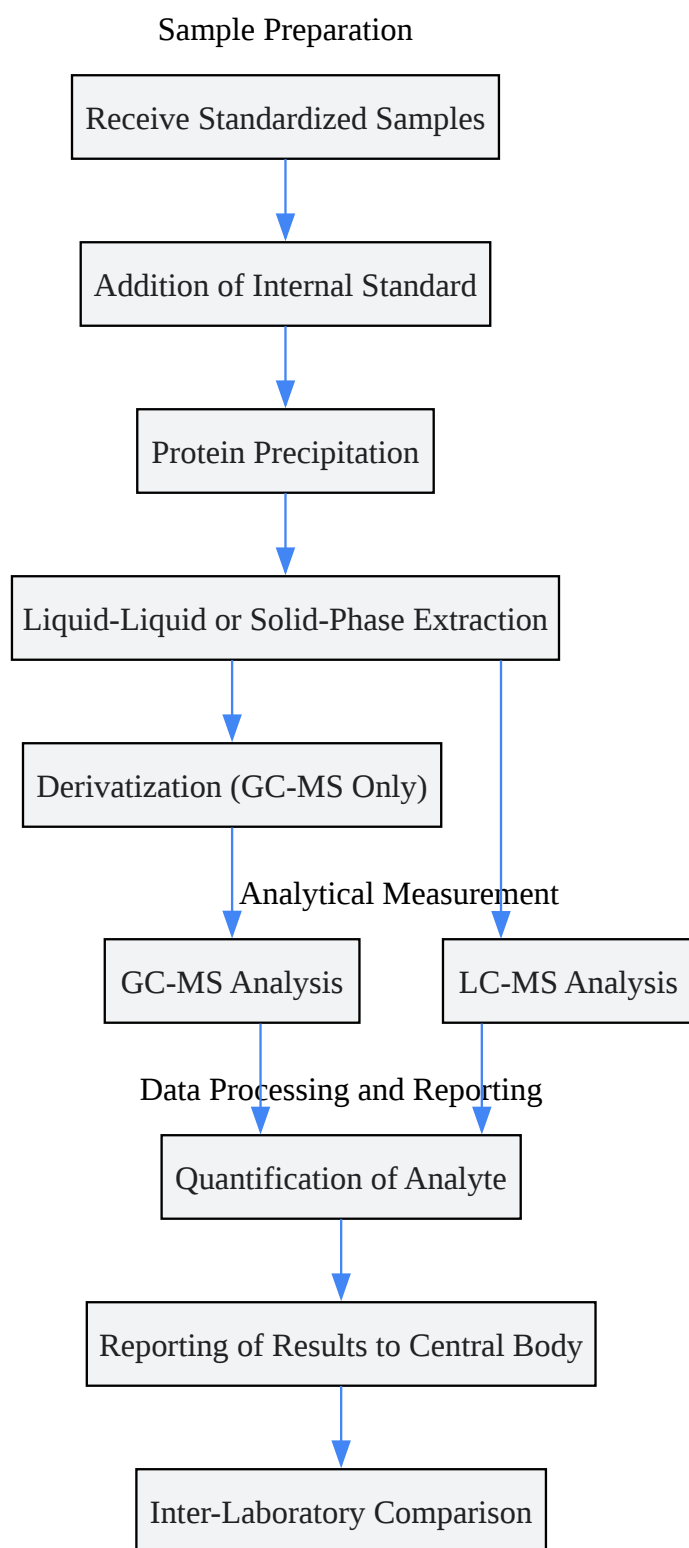 Sample Preparation
Receive Standardized Samples
Addition of Internal Standard
Protein Precipitation
Liquid-Liquid or Solid-Phase Extraction
Derivatization (GC-MS Only)
Analytical Measurement
GC-MS Analysis
LC-MS Analysis
Data Processing and Reporting
Quantification of Analyte
Reporting of Results to Central Body
Inter-Laboratory Comparison